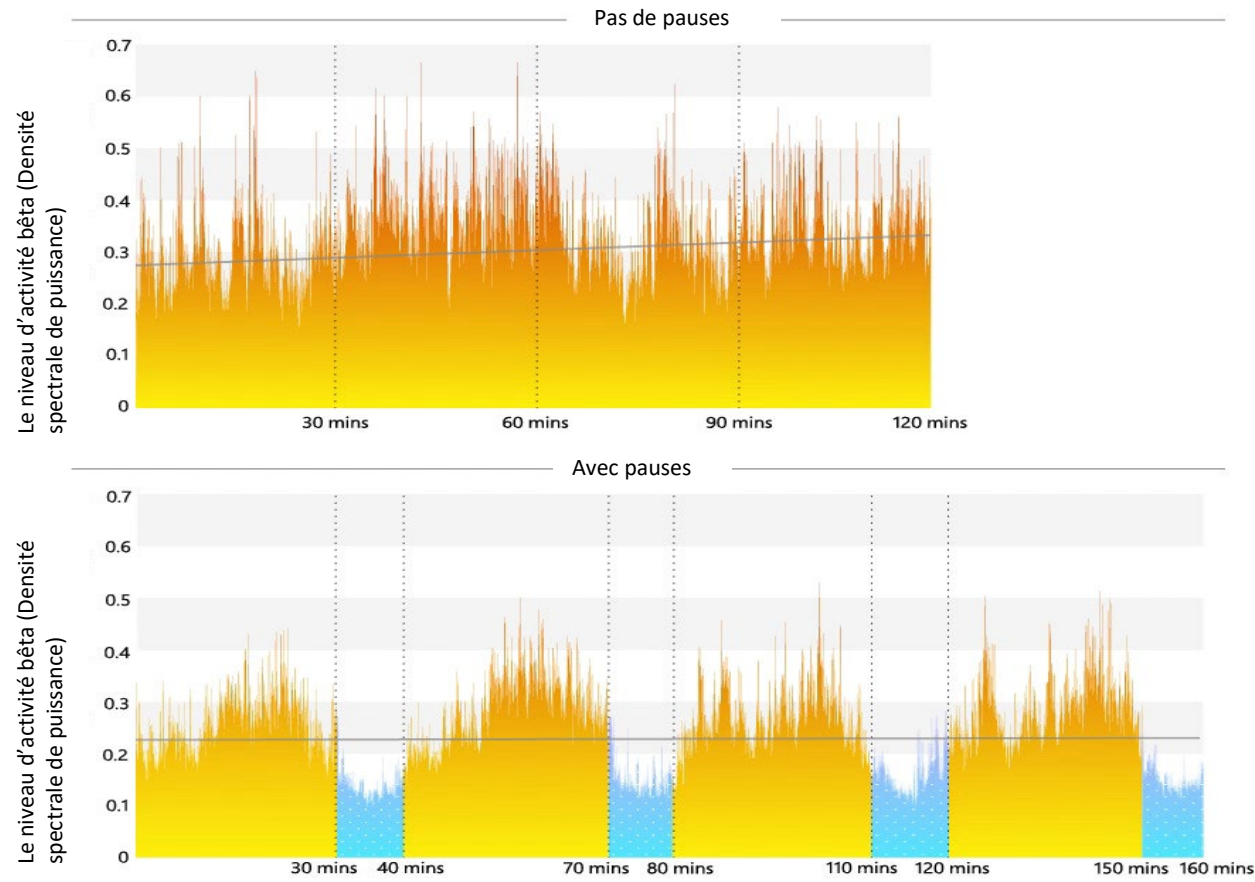 Pas de pauses
Le niveau d’activité bêta (Densité
spectrale de puissance)
0.7
0.6
0.5
0.4
0.3
0.2
0.1
0
30 mins
60 mins
90 mins
120 mins
Avec pauses
Le niveau d’activité bêta (Densité
spectrale de puissance)
0.7
0.6
0.5
0.4
0.3
0.2
0.1
0
30 mins
40 mins
70 mins
80 mins
110 mins
120 mins
150 mins
160 mins